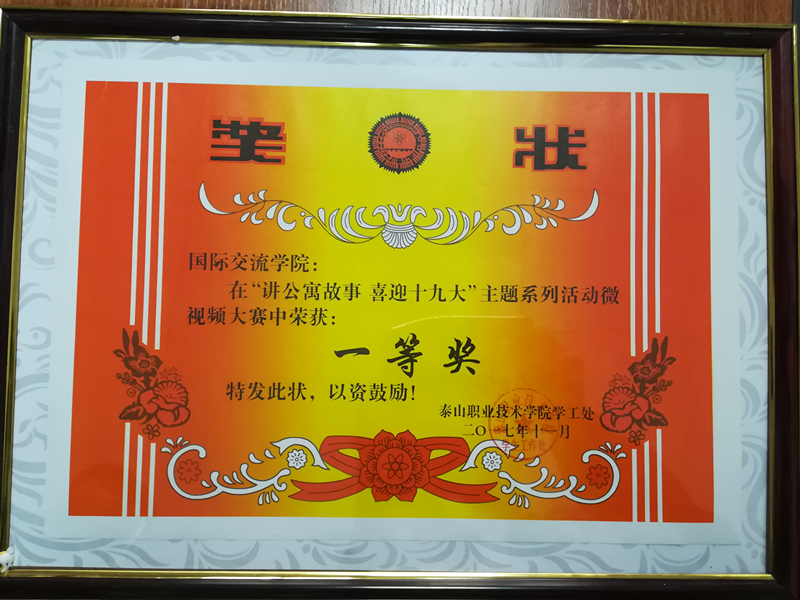 奖 状
国际交流学院：
在“讲公寓故事 喜迎十九大”主题系列活动微
视频大赛中荣获：
一等奖
特发此状，以资鼓励！
泰山职业技术学院学工处
二〇一七年十一月